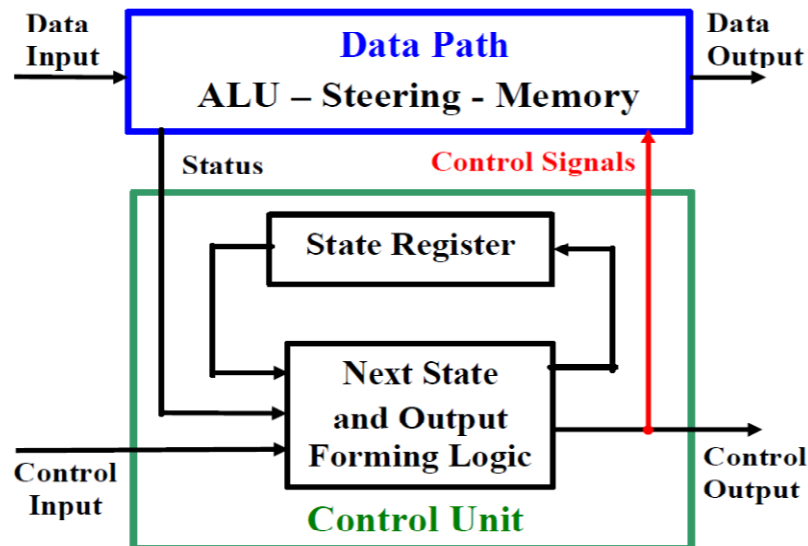 Data
Input
Data Path
ALU – Steering - Memory
Data
Output
Status
Control Signals
State Register
Next State
and Output
Forming Logic
Control
Input
Control
Output
Control Unit